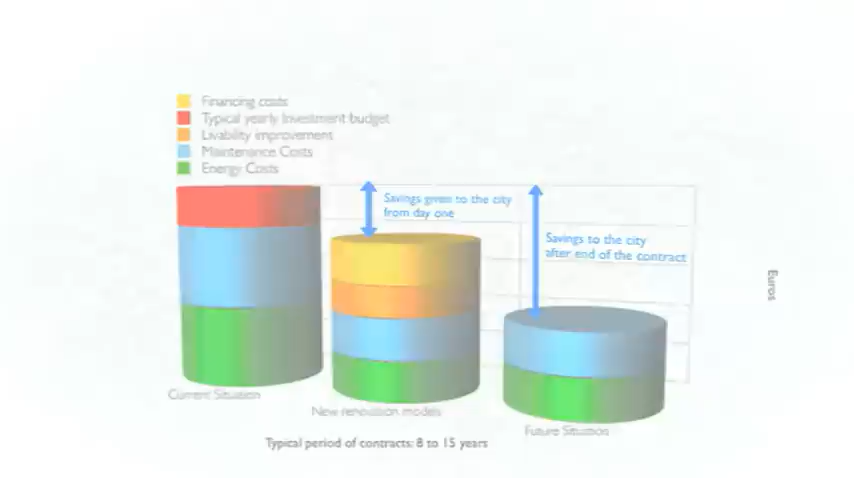 Financing costs
Typical yearly Investment budget
Livability improvement
Maintenance Costs
Energy Costs
Savings given to the city
from day one
Savings to the city
after end of the contract
Euros
Current Situation
New renovation models
Future Situation
Typical period of contracts: 8 to 15 years